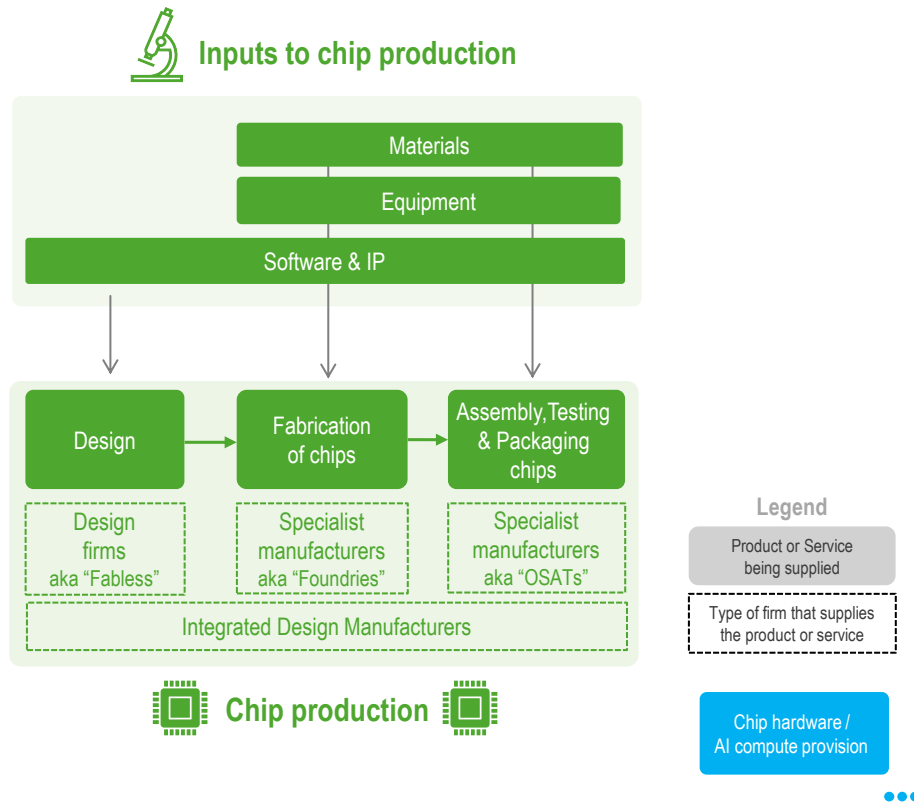 Inputs to chip production
Materials
Equipment
Software & IP
Design
Fabrication
of chips
Assembly,Testing
& Packaging
chips
Design
firms
aka “Fabless”
Specialist
manufacturers
aka “Foundries”
Specialist
manufacturers
aka “OSATs”
Integrated Design Manufacturers
Chip production
Legend
Product or Service
being supplied
Type of firm that supplies
the product or service
Chip hardware /
AI compute provision